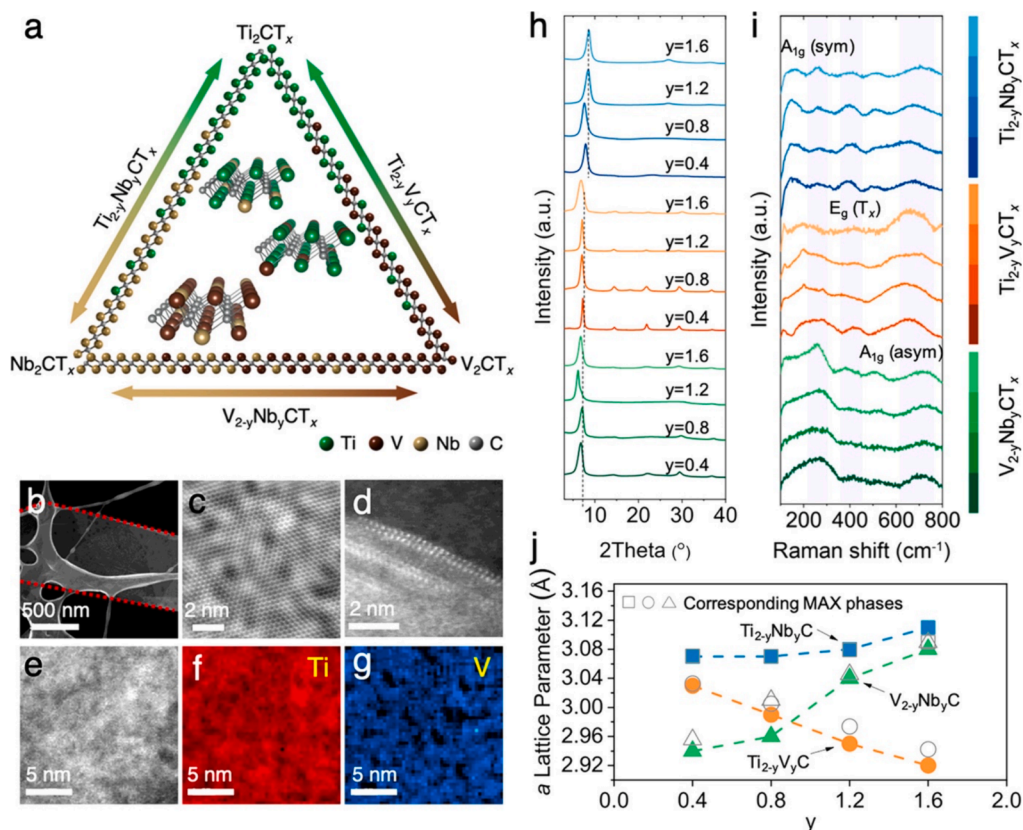 a
Ti₂CTₓ
Ti₂₋yNbyCTₓ
Ti₂₋yVyCTₓ
Nb₂CTₓ
V₂CTₓ
V₂₋yNbyCTₓ
Ti V Nb C
b
500 nm
c
2 nm
d
2 nm
e
5 nm
f
Ti
5 nm
g
V
5 nm
h
y=1.6
y=1.2
y=0.8
y=0.4
y=1.6
y=1.2
y=0.8
y=0.4
y=1.6
y=1.2
y=0.8
y=0.4
Intensity (a.u.)
10 20 30 40
2Theta (°)
i
A1g (sym)
Eg (Tₓ)
A1g (asym)
Intensity (a.u.)
200 400 600 800
Raman shift (cm⁻¹)
Ti₂₋yNbyCTₓ
Ti₂₋yVyCTₓ
V₂₋yNbyCTₓ
j
3.16
3.12
3.08
3.04
3.00
2.96
2.92
a Lattice Parameter (Å)
Corresponding MAX phases
Ti₂₋yNbyC
V₂₋yNbyC
Ti₂₋yVyC
0.4 0.8 1.2 1.6 2.0
y